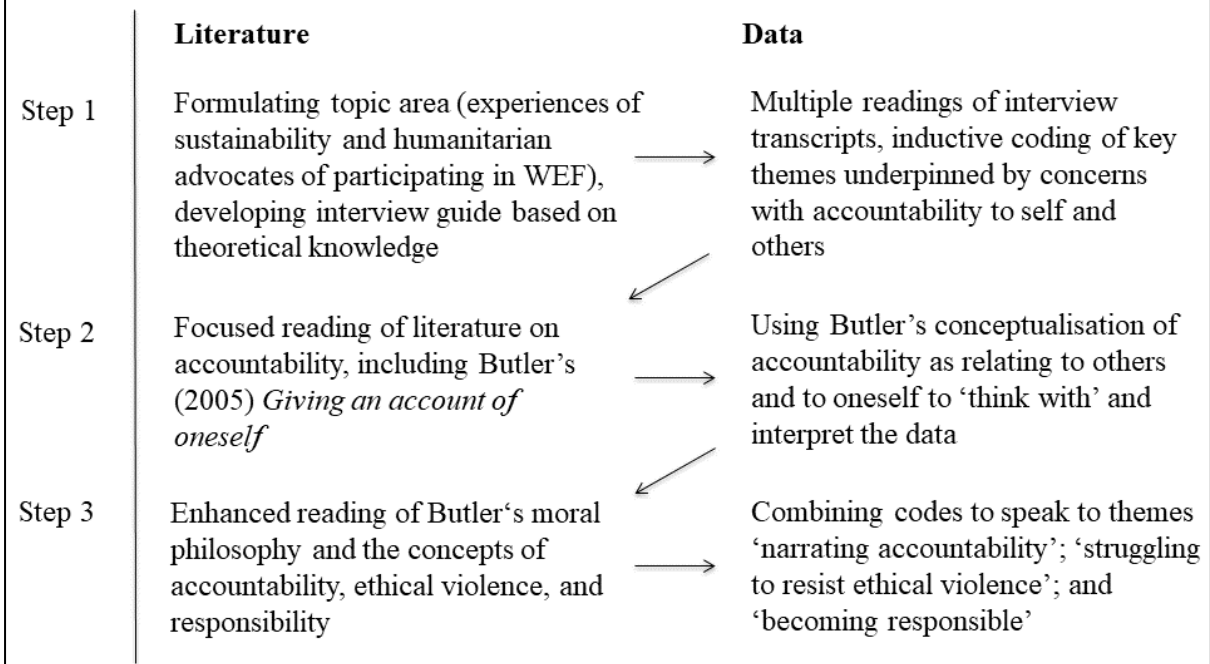 Literature
Data
Step 1
Formulating topic area (experiences of
sustainability and humanitarian
advocates of participating in WEF),
developing interview guide based on
theoretical knowledge
Multiple readings of interview
transcripts, inductive coding of key
themes underpinned by concerns
with accountability to self and
others
Step 2
Focused reading of literature on
accountability, including Butler’s
(2005) Giving an account of
oneself
Using Butler’s conceptualisation of
accountability as relating to others
and to oneself to ‘think with’ and
interpret the data
Step 3
Enhanced reading of Butler‘s moral
philosophy and the concepts of
accountability, ethical violence, and
responsibility
Combining codes to speak to themes
‘narrating accountability’; ‘struggling
to resist ethical violence’; and
‘becoming responsible’